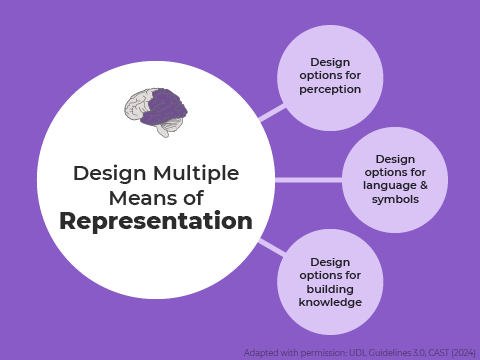 Design Multiple
Means of
Representation
Design
options for
perception
Design
options for
language &
symbols
Design
options for
building
knowledge
Adapted with permission: UDL Guidelines 3.0, CAST (2024)